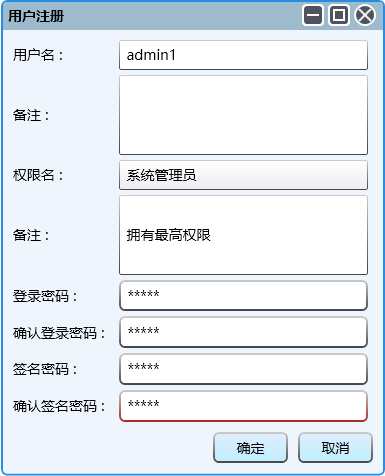 用户注册
用户名： admin1
备注：
权限名： 系统管理员
备注： 拥有最高权限
登录密码： *****
确认登录密码： *****
签名密码： *****
确认签名密码： *****
确定 取消